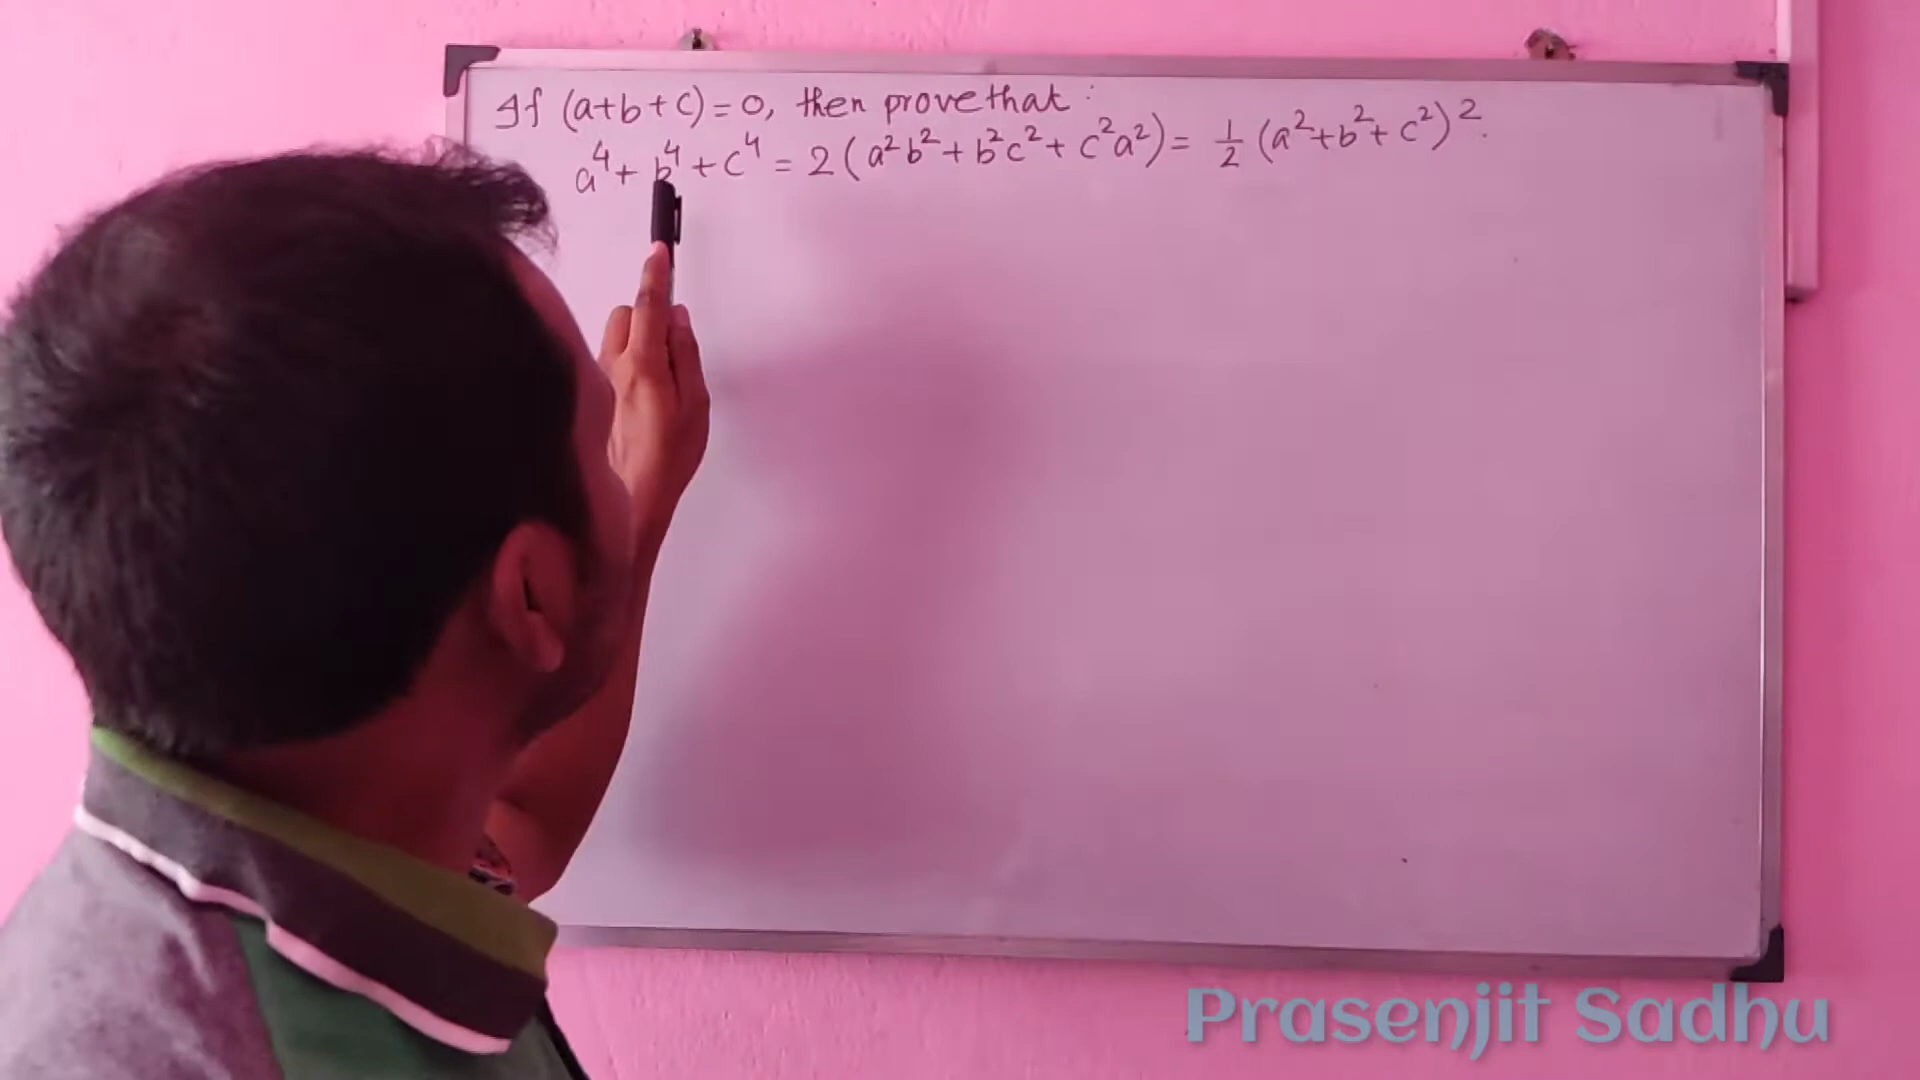 If (a+b+c)=0, then prove that :
a⁴+ b⁴+c⁴ = 2(a²b²+b²c²+c²a²)= 1/2 (a²+b²+c²)².
Prasenjit Sadhu